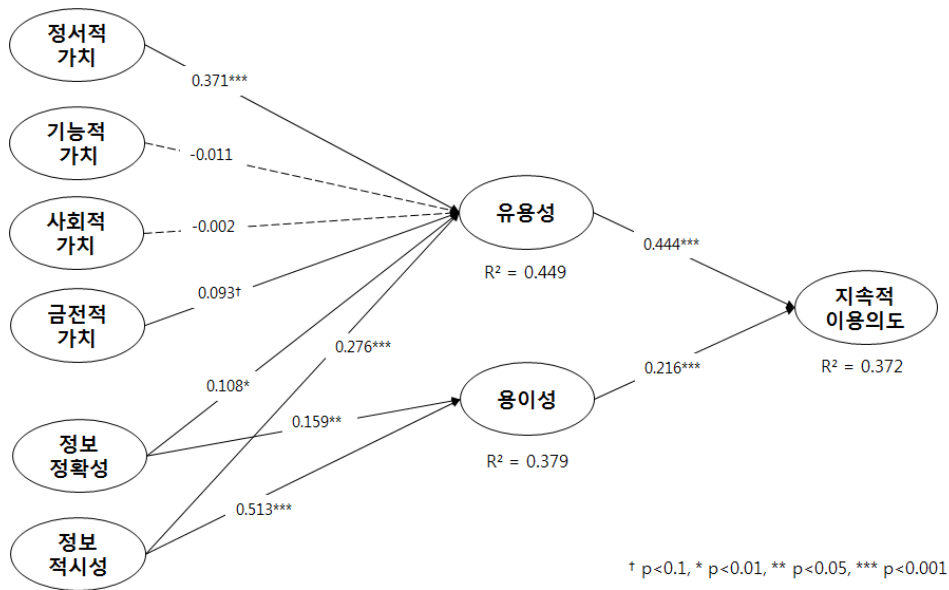 정서적
가치
0.371***
기능적
가치
-0.011
사회적
가치
-0.002
유용성
R² = 0.449
0.444***
금전적
가치
0.093†
지속적
이용의도
R² = 0.372
0.276***
0.216***
0.108*
용이성
R² = 0.379
0.159**
정보
정확성
0.513***
정보
적시성
† p<0.1, * p<0.01, ** p<0.05, *** p<0.001